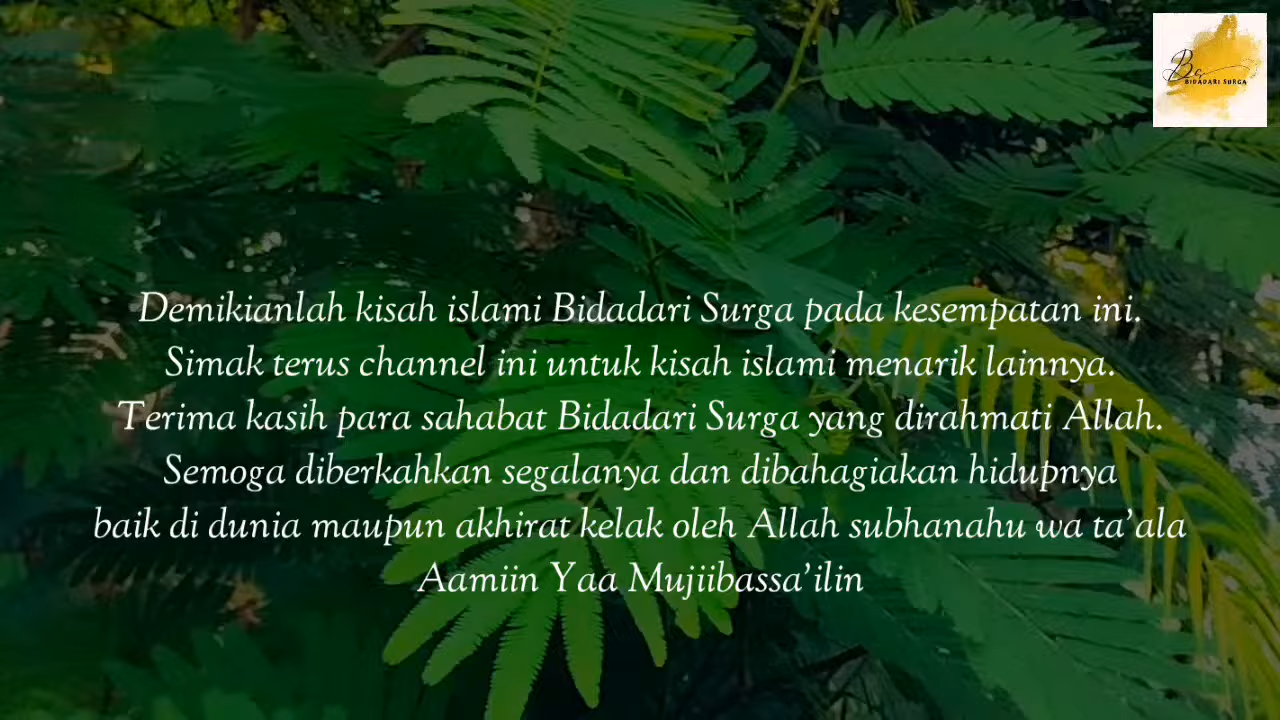 Bs
BIDADARI SURGA
Demikianlah kisah islami Bidadari Surga pada kesempatan ini.
Simak terus channel ini untuk kisah islami menarik lainnya.
Terima kasih para sahabat Bidadari Surga yang dirahmati Allah.
Semoga diberkahkan segalanya dan dibahagiakan hidupnya
baik di dunia maupun akhirat kelak oleh Allah subhanahu wa ta'ala
Aamiin Yaa Mujiibassa'ilin